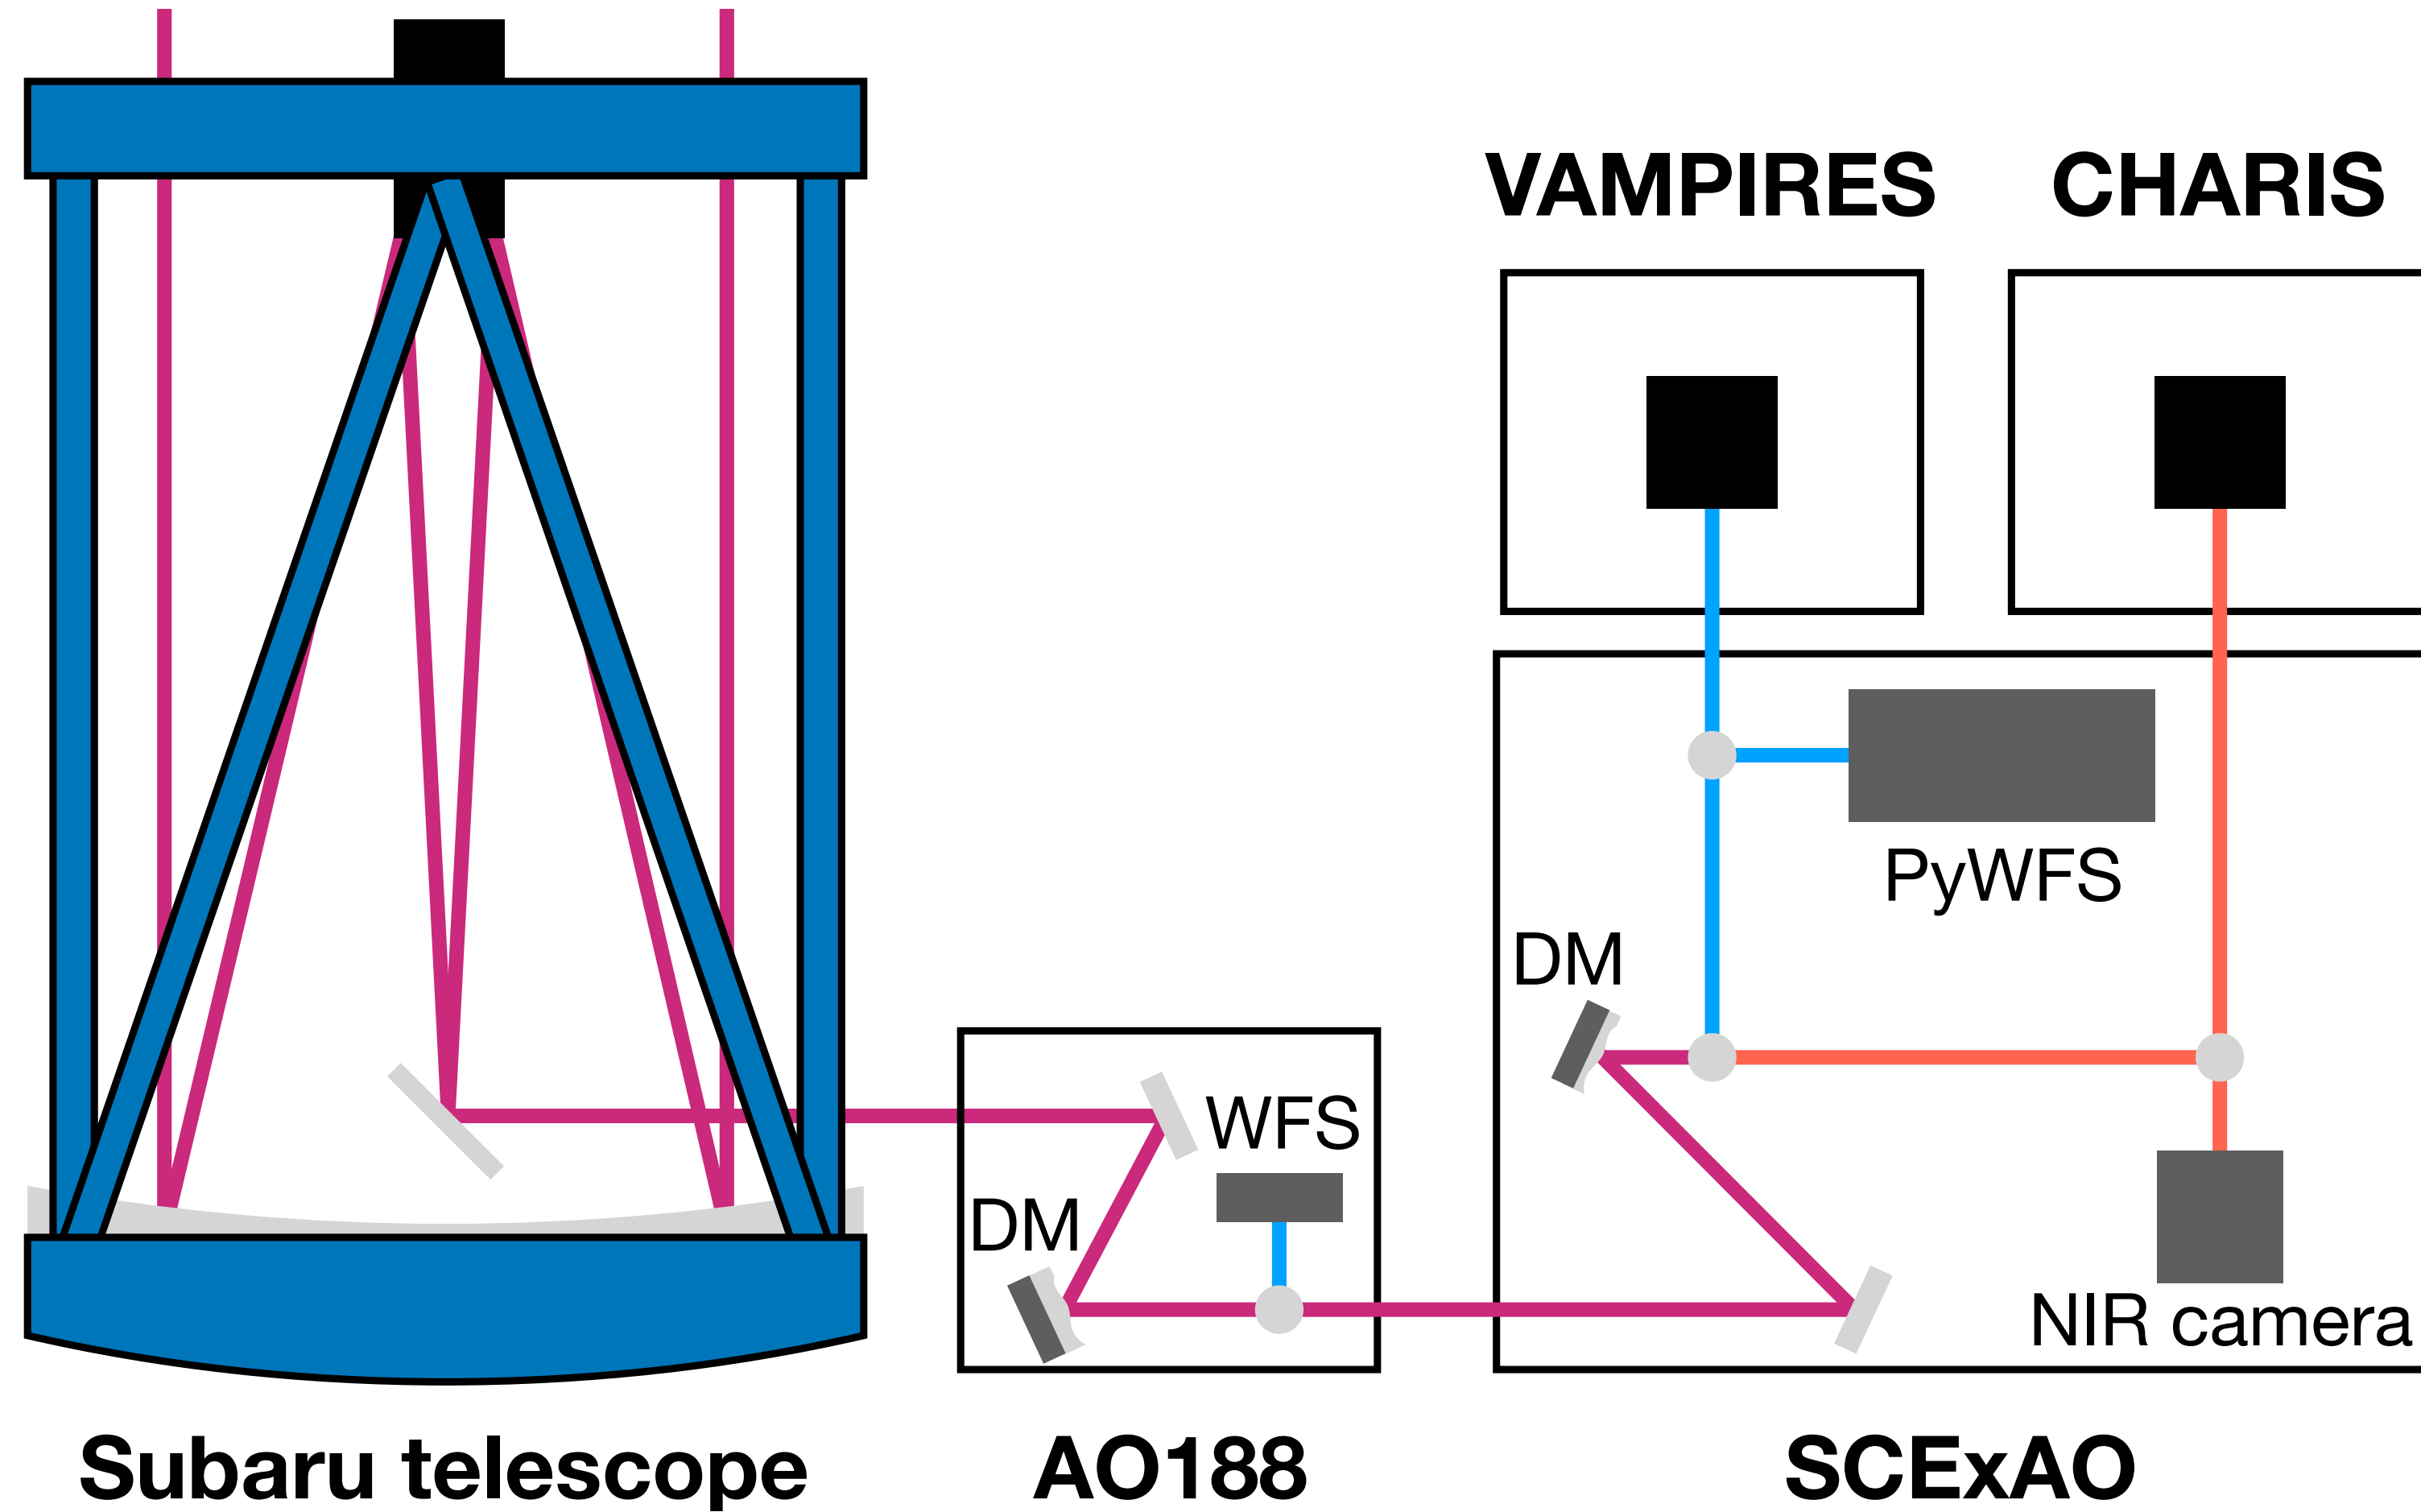 VAMPIRES
CHARIS
PyWFS
DM
WFS
DM
NIR camera
Subaru telescope
AO188
SCExAO